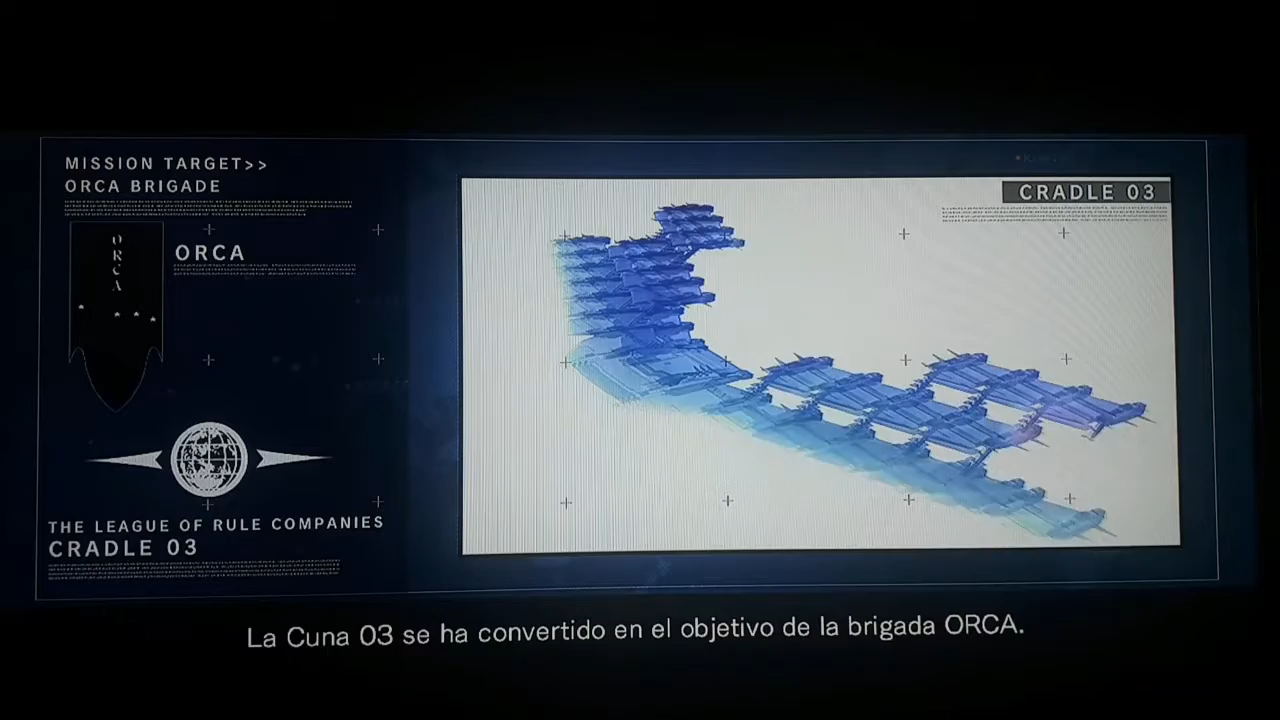 MISSION TARGET>>
ORCA BRIGADE
ORCA
ORCA
THE LEAGUE OF RULE COMPANIES
CRADLE 03
CRADLE 03
La Cuna 03 se ha convertido en el objetivo de la brigada ORCA.